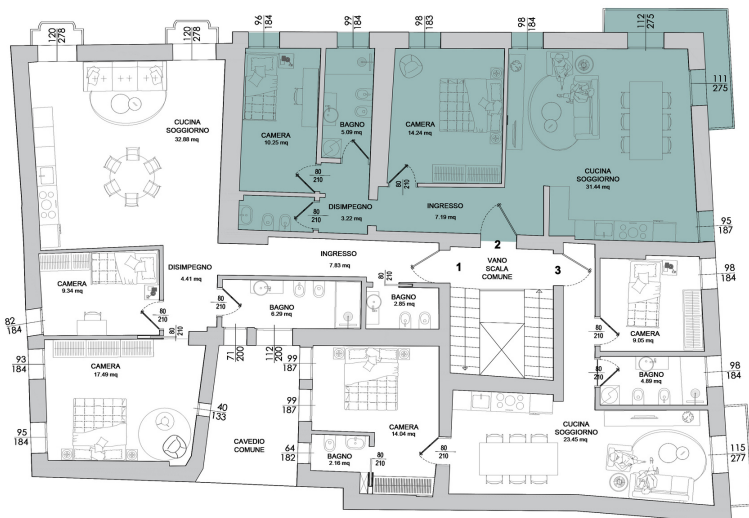 120
278
120
278
96
184
99
184
98
183
98
184
112
275
111
275
CUCINA
SOGGIORNO
32.88 mq
CAMERA
10.25 mq
BAGNO
5.09 mq
CAMERA
14.24 mq
CUCINA
SOGGIORNO
31.44 mq
80
210
80
210
80
210
DISIMPEGNO
3.22 mq
INGRESSO
7.19 mq
95
187
2
INGRESSO
7.83 mq
1
VANO
SCALA
COMUNE
3
DISIMPEGNO
4.41 mq
80
210
98
184
CAMERA
9.34 mq
BAGNO
6.29 mq
BAGNO
2.85 mq
80
210
82
184
80
210
CAMERA
9.05 mq
80
210
93
184
CAMERA
17.49 mq
71
200
112
200
99
187
80
210
BAGNO
4.89 mq
98
184
40
133
99
187
95
184
CAVEDIO
COMUNE
CAMERA
14.04 mq
CUCINA
SOGGIORNO
23.45 mq
64
182
BAGNO
2.16 mq
80
210
80
210
115
277